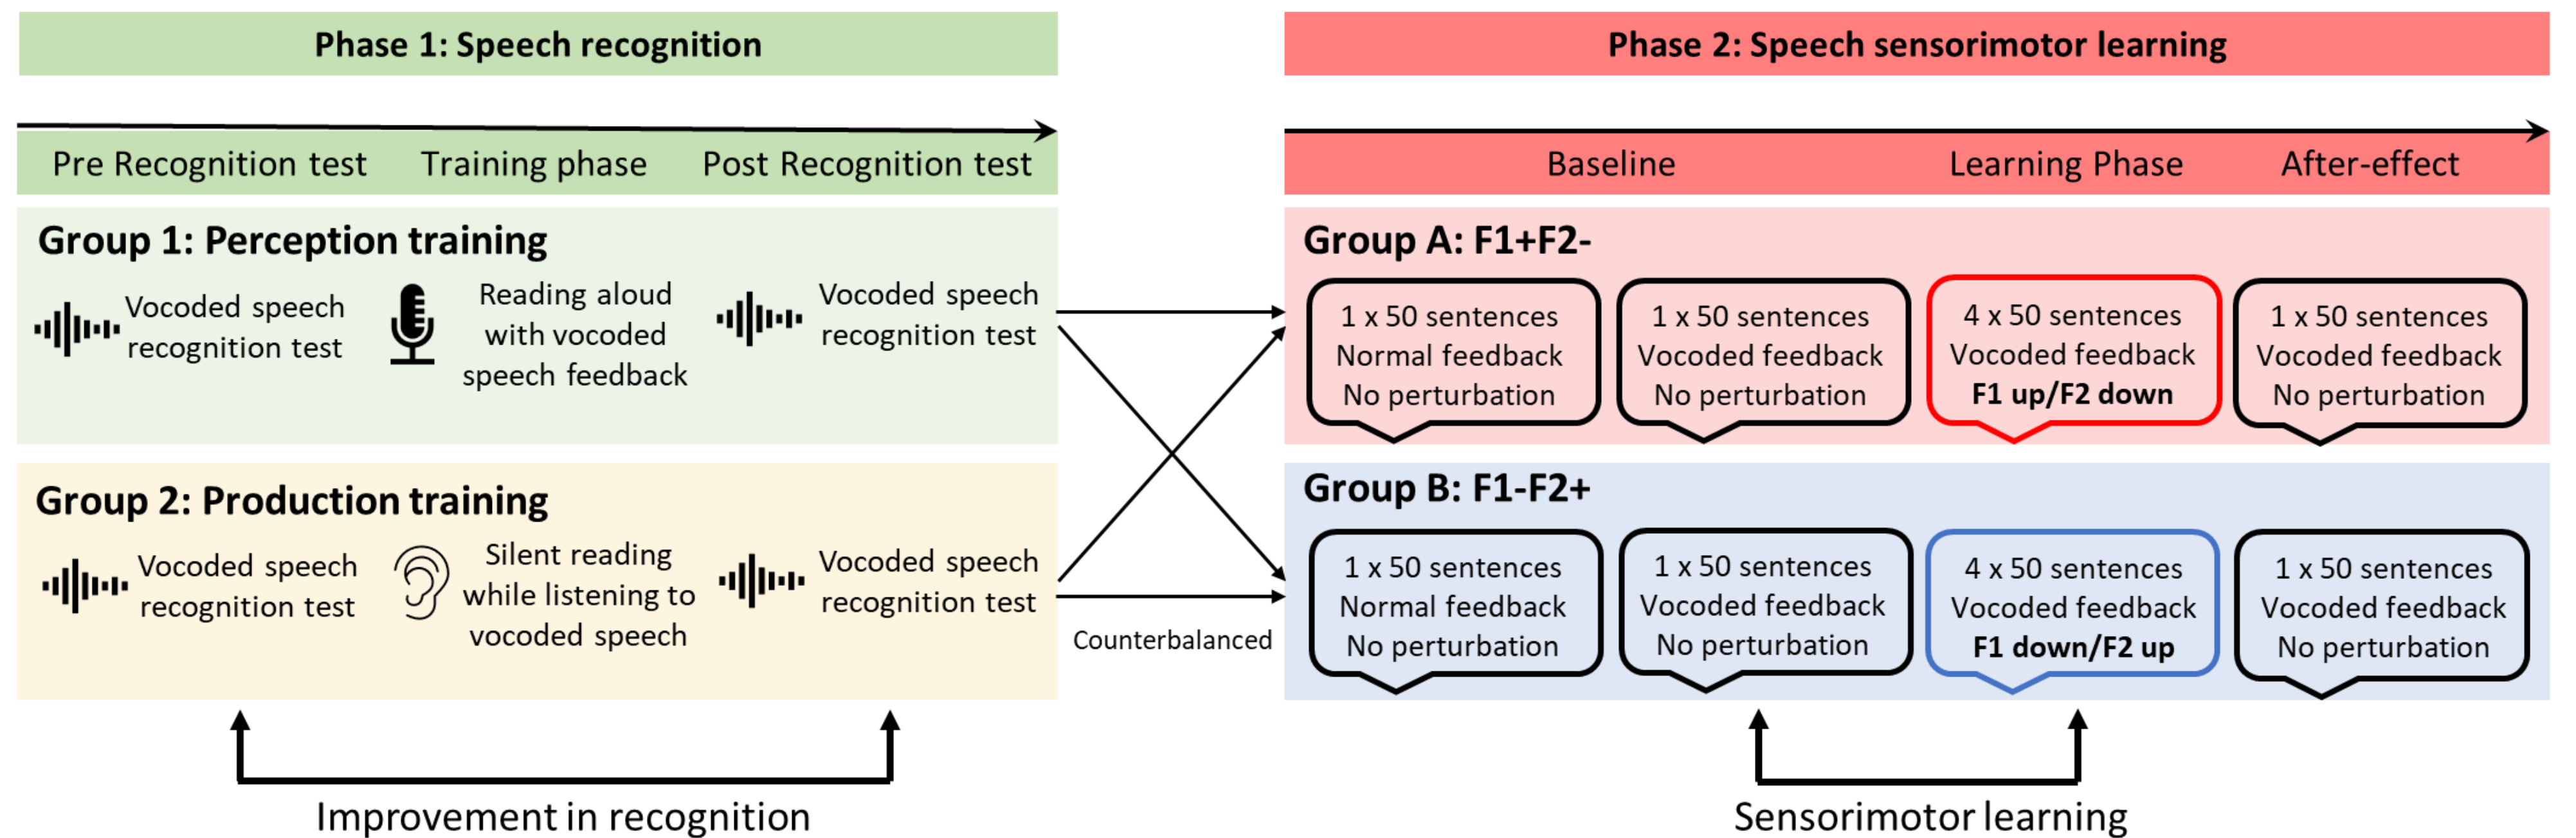 Phase 1: Speech recognition
Pre Recognition test
Training phase
Post Recognition test
Group 1: Perception training
Vocoded speech
recognition test
Reading aloud
with vocoded
speech feedback
Vocoded speech
recognition test
Group 2: Production training
Vocoded speech
recognition test
Silent reading
while listening to
vocoded speech
Vocoded speech
recognition test
Improvement in recognition
Counterbalanced
Phase 2: Speech sensorimotor learning
Baseline
Learning Phase
After-effect
Group A: F1+F2-
1 x 50 sentences
Normal feedback
No perturbation
1 x 50 sentences
Vocoded feedback
No perturbation
4 x 50 sentences
Vocoded feedback
F1 up/F2 down
1 x 50 sentences
Vocoded feedback
No perturbation
Group B: F1-F2+
1 x 50 sentences
Normal feedback
No perturbation
1 x 50 sentences
Vocoded feedback
No perturbation
4 x 50 sentences
Vocoded feedback
F1 down/F2 up
1 x 50 sentences
Vocoded feedback
No perturbation
Sensorimotor learning